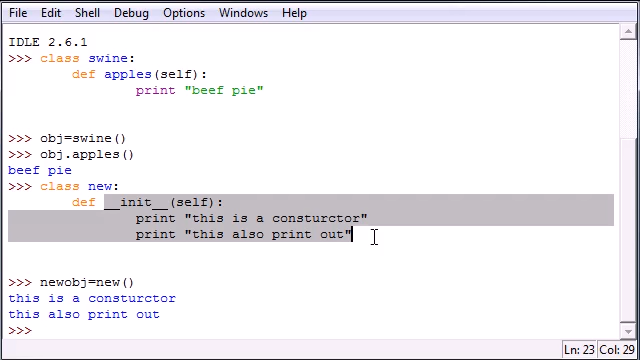 File Edit Shell Debug Options Windows Help
IDLE 2.6.1
>>> class swine:
def apples(self):
print "beef pie"
>>> obj=swine()
>>> obj.apples()
beef pie
>>> class new:
def __init__(self):
print "this is a consturctor"
print "this also print out"
>>> newobj=new()
this is a consturctor
this also print out
>>>
Ln: 23 Col: 29